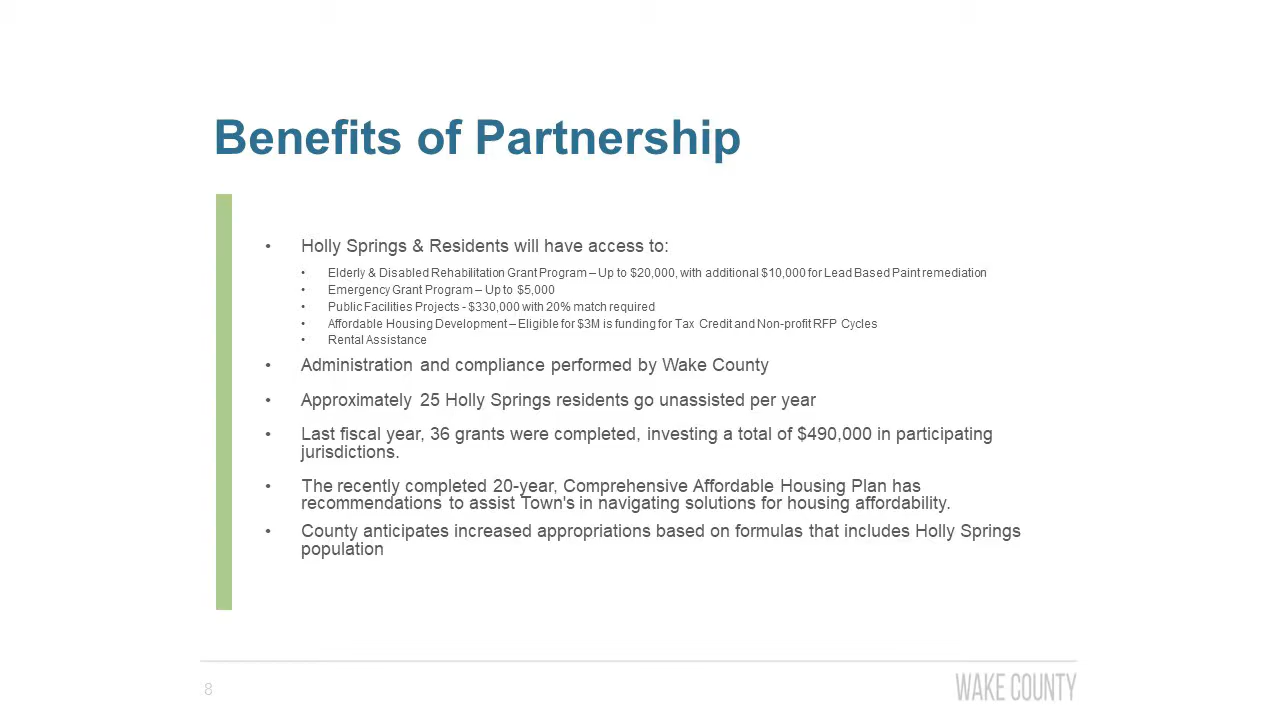 Benefits of Partnership
• Holly Springs & Residents will have access to:
• Elderly & Disabled Rehabilitation Grant Program – Up to $20,000, with additional $10,000 for Lead Based Paint remediation
• Emergency Grant Program – Up to $5,000
• Public Facilities Projects - $330,000 with 20% match required
• Affordable Housing Development – Eligible for $3M is funding for Tax Credit and Non-profit RFP Cycles
• Rental Assistance
• Administration and compliance performed by Wake County
• Approximately 25 Holly Springs residents go unassisted per year
• Last fiscal year, 36 grants were completed, investing a total of $490,000 in participating
jurisdictions.
• The recently completed 20-year, Comprehensive Affordable Housing Plan has
recommendations to assist Town's in navigating solutions for housing affordability.
• County anticipates increased appropriations based on formulas that includes Holly Springs
population
8
WAKE COUNTY